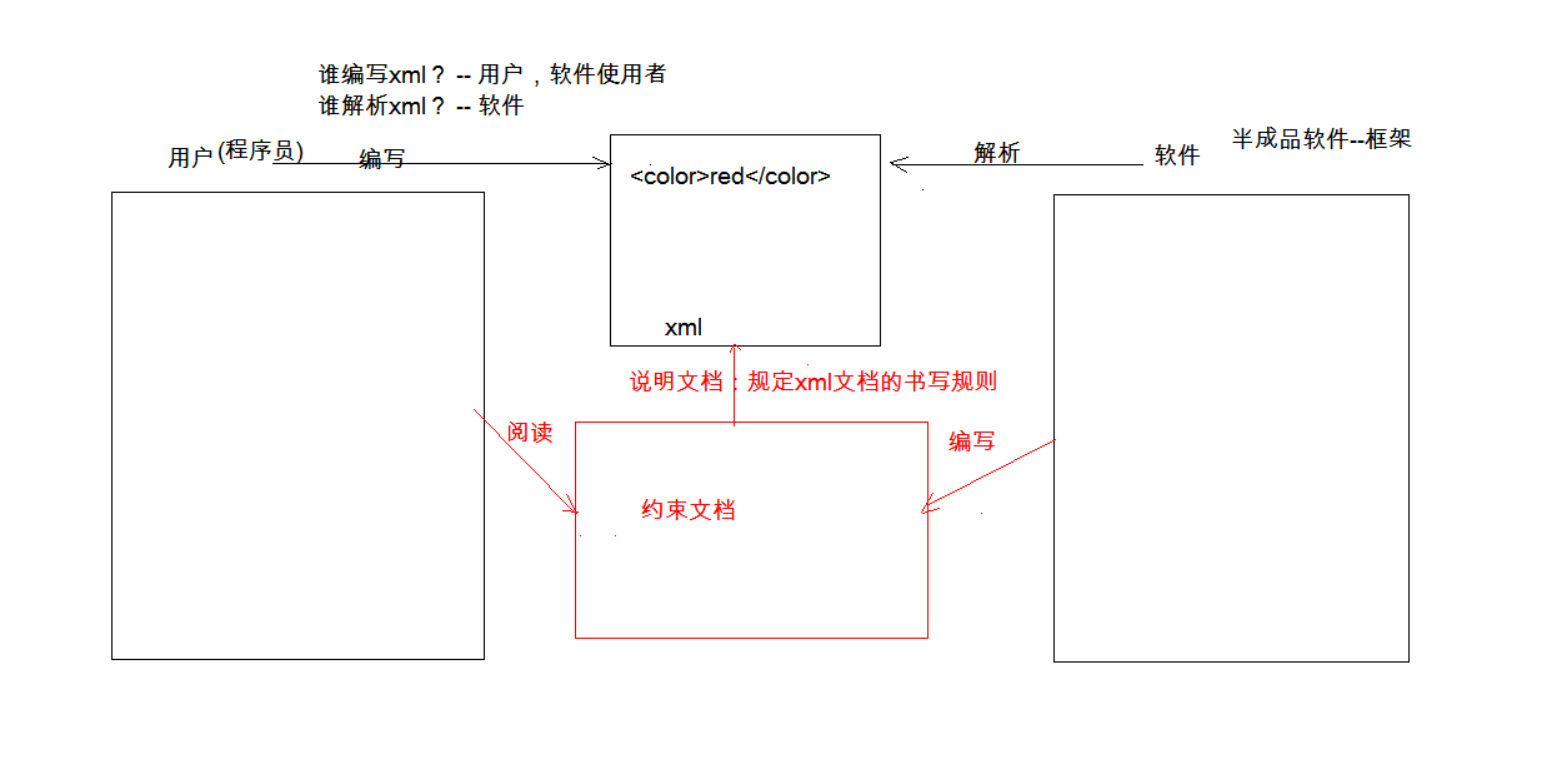 谁编写xml？ -- 用户，软件使用者
谁解析xml？ -- 软件
用户(程序员)
编写
<color>red</color>
xml
解析
软件
半成品软件--框架
说明文档：规定xml文档的书写规则
阅读
编写
约束文档